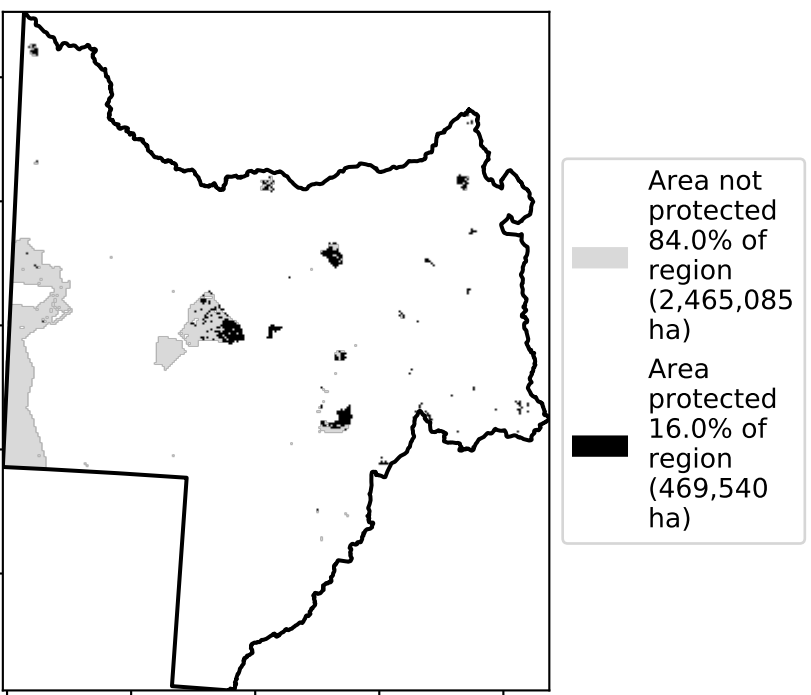 Area not
protected
84.0% of
region
(2,465,085
ha)
Area
protected
16.0% of
region
(469,540
ha)